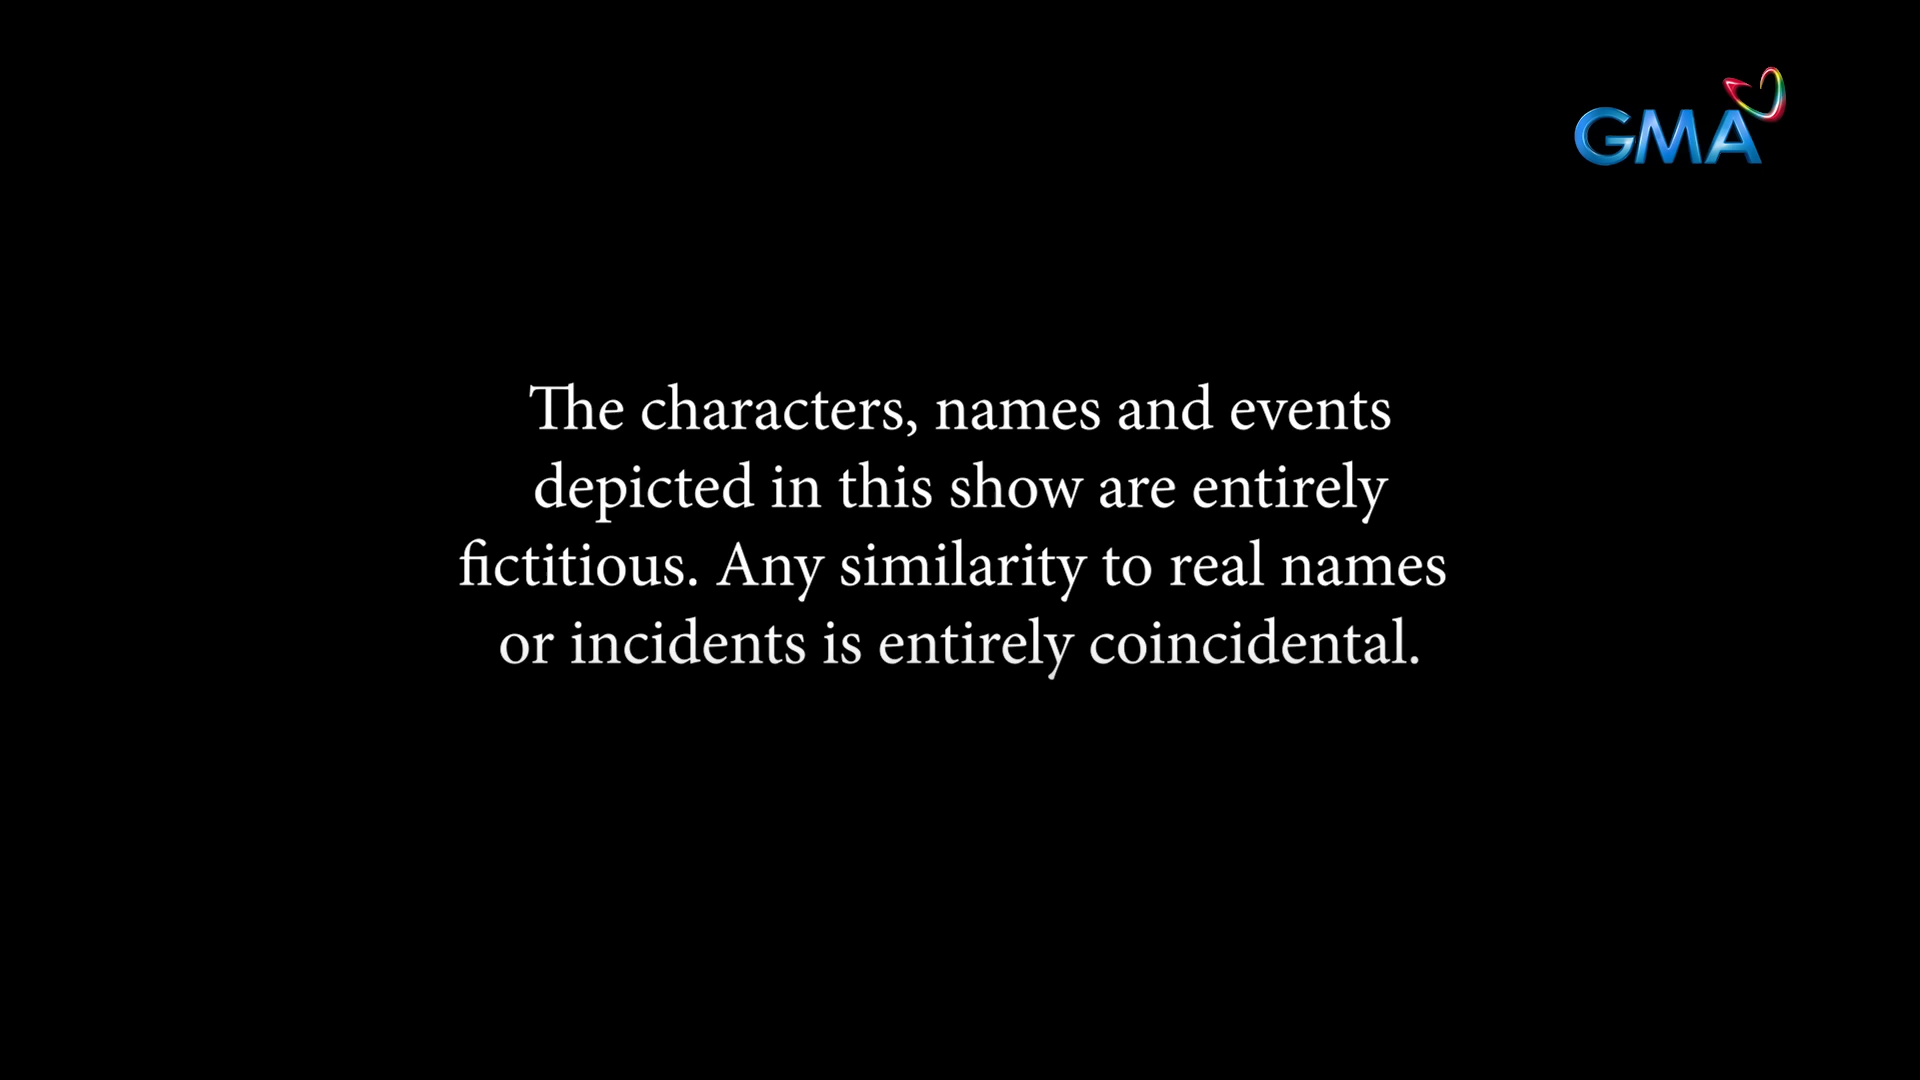 GMA
The characters, names and events
depicted in this show are entirely
fictitious. Any similarity to real names
or incidents is entirely coincidental.